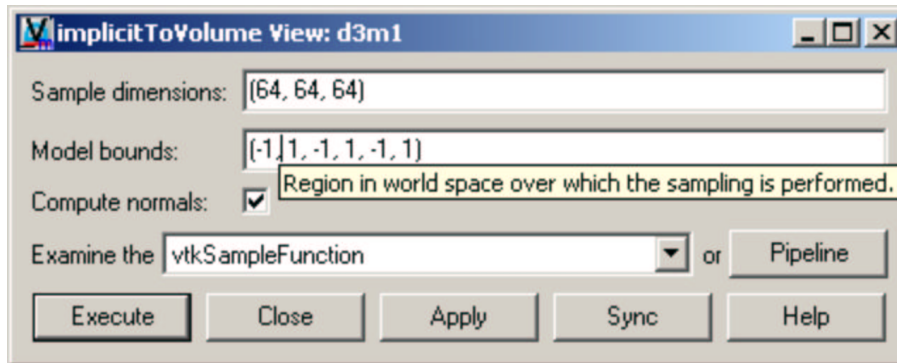 implicitToVolume View: d3m1
Sample dimensions: (64, 64, 64)
Model bounds: (-1, 1, -1, 1, -1, 1)
Region in world space over which the sampling is performed.
Compute normals:
Examine the vtkSampleFunction or Pipeline
Execute Close Apply Sync Help